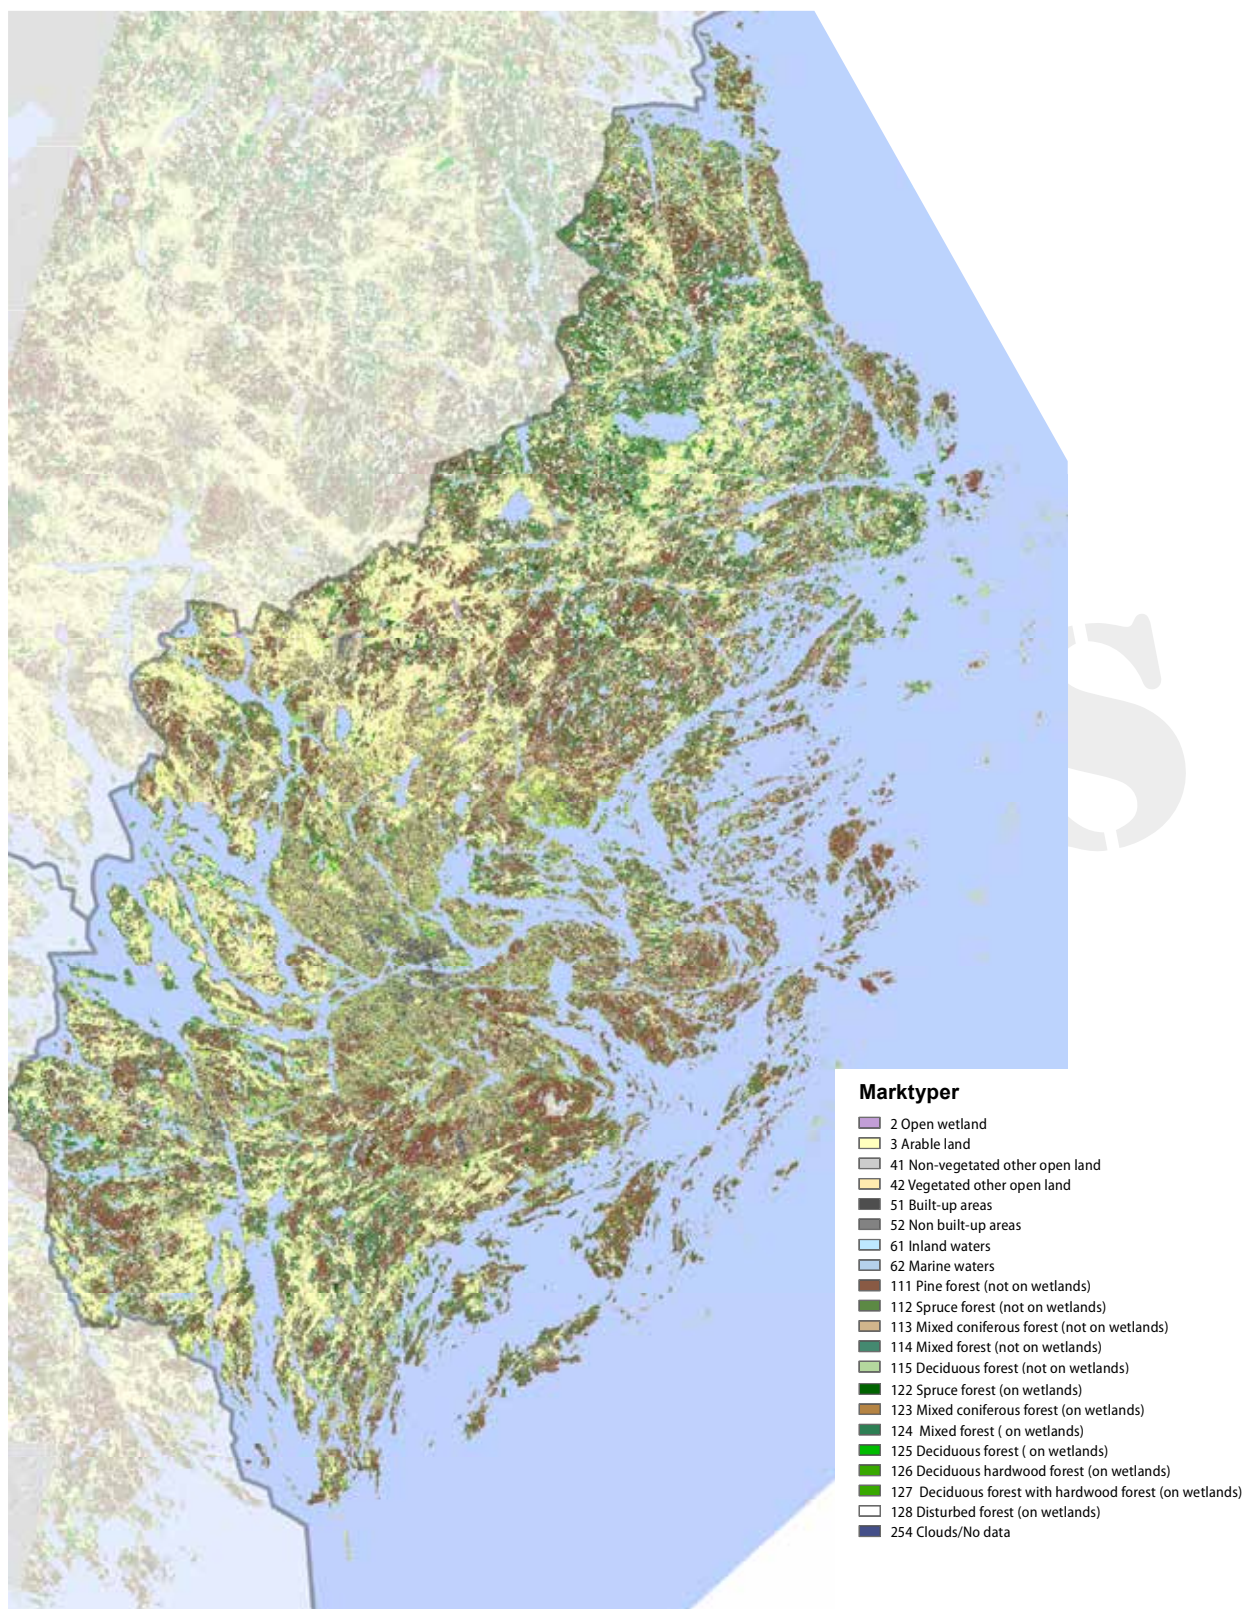 Marktyper
2 Open wetland
3 Arable land
41 Non-vegetated other open land
42 Vegetated other open land
51 Built-up areas
52 Non built-up areas
61 Inland waters
62 Marine waters
111 Pine forest (not on wetlands)
112 Spruce forest (not on wetlands)
113 Mixed coniferous forest (not on wetlands)
114 Mixed forest (not on wetlands)
115 Deciduous forest (not on wetlands)
122 Spruce forest (on wetlands)
123 Mixed coniferous forest (on wetlands)
124 Mixed forest ( on wetlands)
125 Deciduous forest ( on wetlands)
126 Deciduous hardwood forest (on wetlands)
127 Deciduous forest with hardwood forest (on wetlands)
128 Disturbed forest (on wetlands)
254 Clouds/No data
S